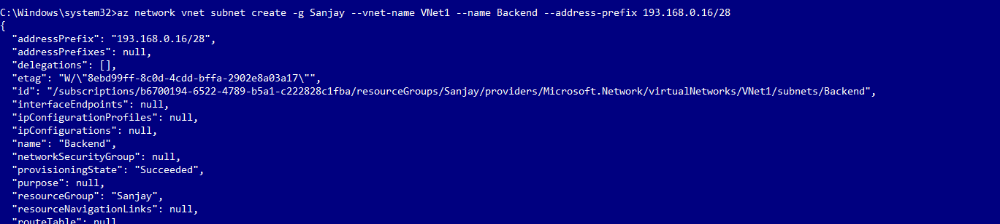 C:\Windows\system32>az network vnet subnet create -g Sanjay --vnet-name VNet1 --name Backend --address-prefix 193.168.0.16/28
{
  "addressPrefix": "193.168.0.16/28",
  "addressPrefixes": null,
  "delegations": [],
  "etag": "W/\"8ebd99ff-8c0d-4cdd-bffa-2902e8a03a17\"",
  "id": "/subscriptions/b6700194-6522-4789-b5a1-c222828c1fba/resourceGroups/Sanjay/providers/Microsoft.Network/virtualNetworks/VNet1/subnets/Backend",
  "interfaceEndpoints": null,
  "ipConfigurationProfiles": null,
  "ipConfigurations": null,
  "name": "Backend",
  "networkSecurityGroup": null,
  "provisioningState": "Succeeded",
  "purpose": null,
  "resourceGroup": "Sanjay",
  "resourceNavigationLinks": null,
  "routeTable": null